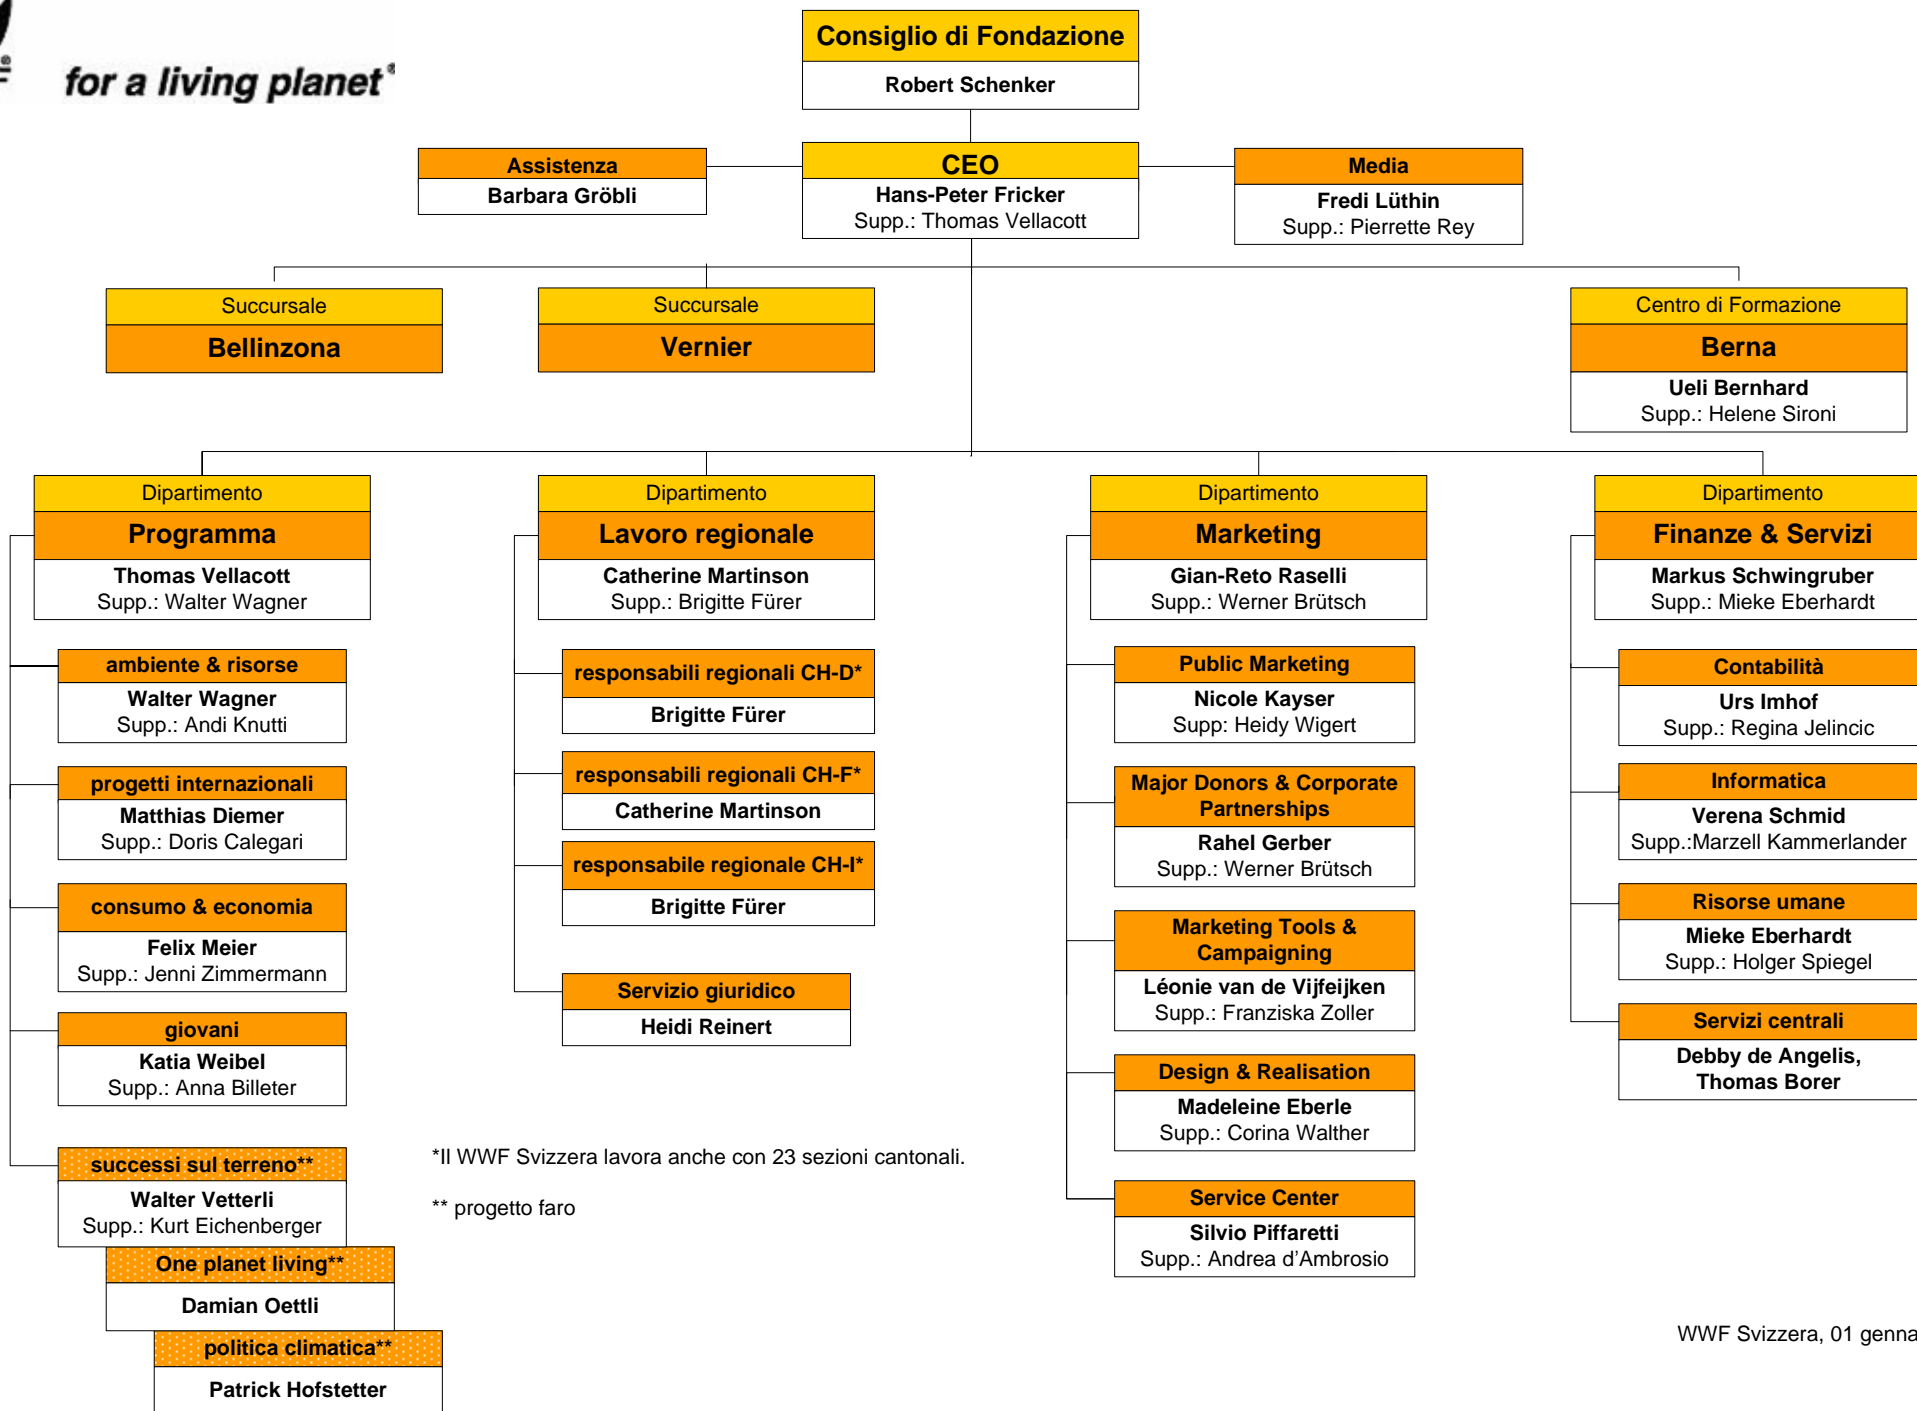 for a living planet®
Consiglio di Fondazione
Robert Schenker
Assistenza
Barbara Gröbli
CEO
Hans-Peter Fricker
Supp.: Thomas Vellacott
Media
Fredi Lüthin
Supp.: Pierrette Rey
Succursale
Bellinzona
Succursale
Vernier
Centro di Formazione
Berna
Ueli Bernhard
Supp.: Helene Sironi
Dipartimento
Programma
Thomas Vellacott
Supp.: Walter Wagner
ambiente & risorse
Walter Wagner
Supp.: Andi Knutti
progetti internazionali
Matthias Diemer
Supp.: Doris Calegari
consumo & economia
Felix Meier
Supp.: Jenni Zimmermann
giovani
Katia Weibel
Supp.: Anna Billeter
successi sul terreno**
Walter Vetterli
Supp.: Kurt Eichenberger
One planet living**
Damian Oettli
politica climatica**
Patrick Hofstetter
Dipartimento
Lavoro regionale
Catherine Martinson
Supp.: Brigitte Fürer
responsabili regionali CH-D*
Brigitte Fürer
responsabili regionali CH-F*
Catherine Martinson
responsabile regionale CH-I*
Brigitte Fürer
Servizio giuridico
Heidi Reinert
*Il WWF Svizzera lavora anche con 23 sezioni cantonali.
** progetto faro
Dipartimento
Marketing
Gian-Reto Raselli
Supp.: Werner Brütsch
Public Marketing
Nicole Kayser
Supp: Heidy Wigert
Major Donors & Corporate
Partnerships
Rahel Gerber
Supp.: Werner Brütsch
Marketing Tools &
Campaigning
Léonie van de Vijfeijken
Supp.: Franziska Zoller
Design & Realisation
Madeleine Eberle
Supp.: Corina Walther
Service Center
Silvio Piffaretti
Supp.: Andrea d’Ambrosio
Dipartimento
Finanze & Servizi
Markus Schwingruber
Supp.: Mieke Eberhardt
Contabilità
Urs Imhof
Supp.: Regina Jelincic
Informatica
Verena Schmid
Supp.:Marzell Kammerlander
Risorse umane
Mieke Eberhardt
Supp.: Holger Spiegel
Servizi centrali
Debby de Angelis,
Thomas Borer
WWF Svizzera, 01 genna